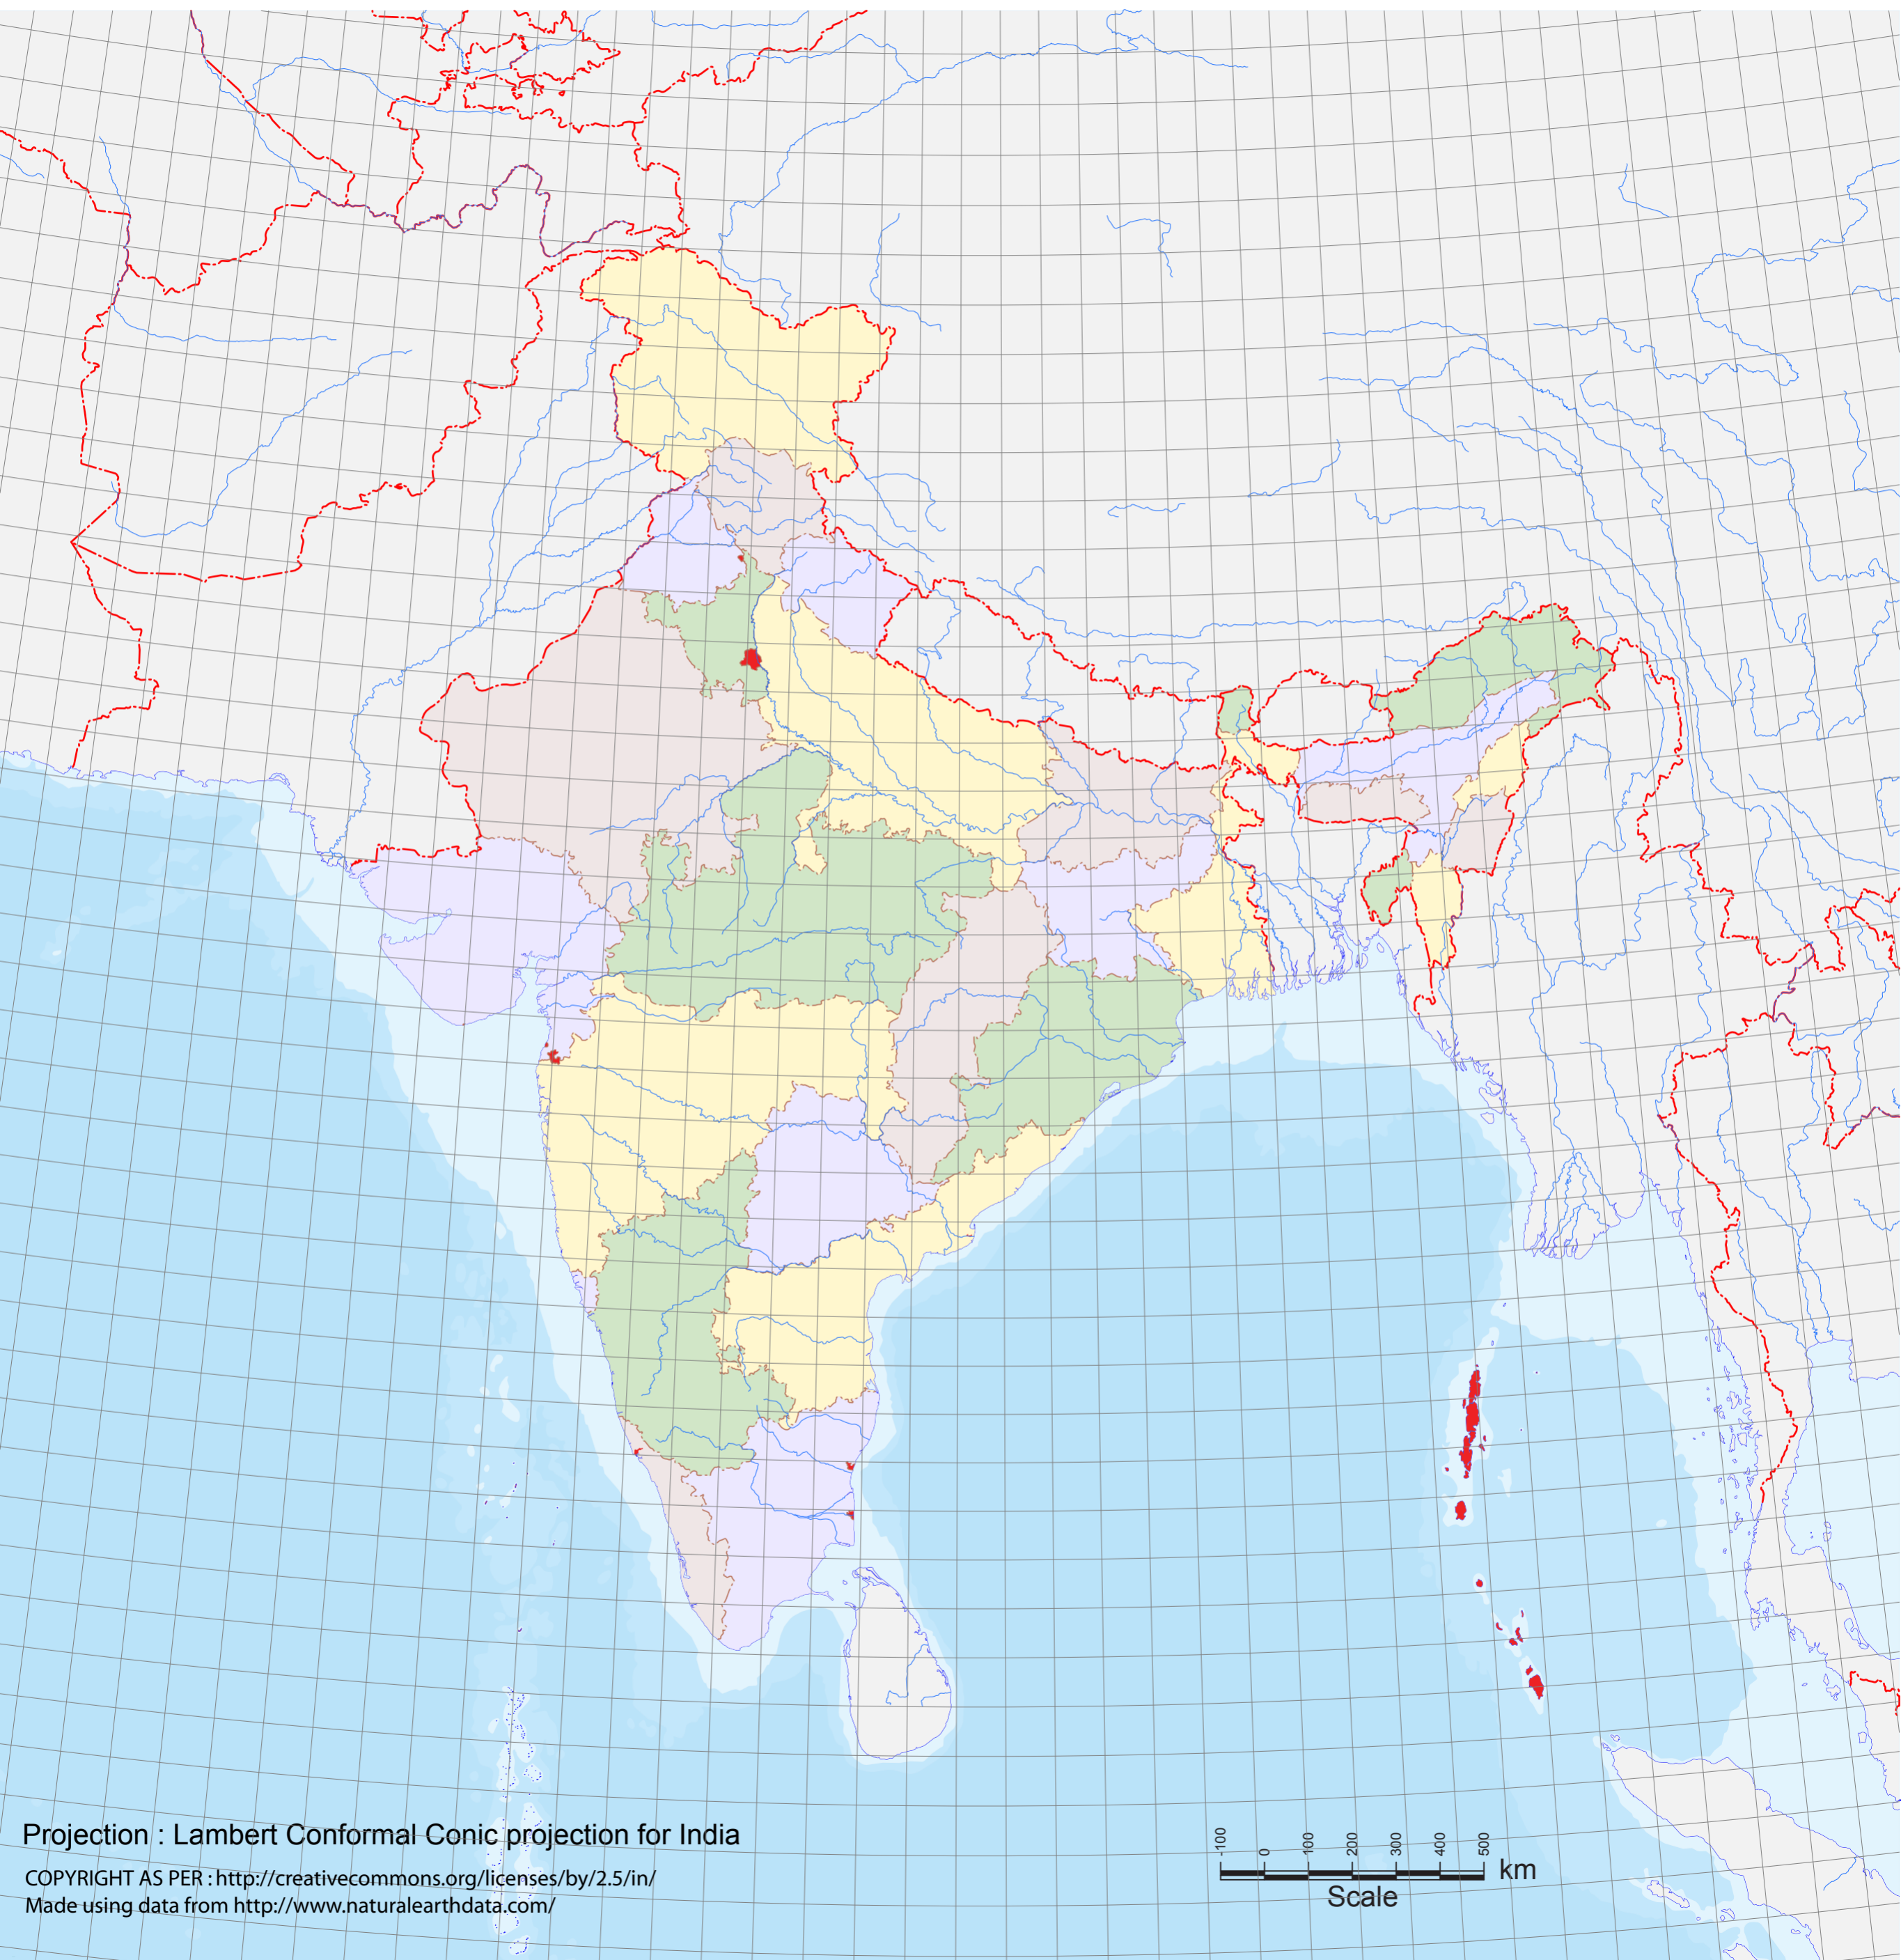 Projection : Lambert Conformal Conic projection for India
COPYRIGHT AS PER : http://creativecommons.org/licenses/by/2.5/in/
Made using data from http://www.naturalearthdata.com/
-100 0 100 200 300 400 500
km
Scale